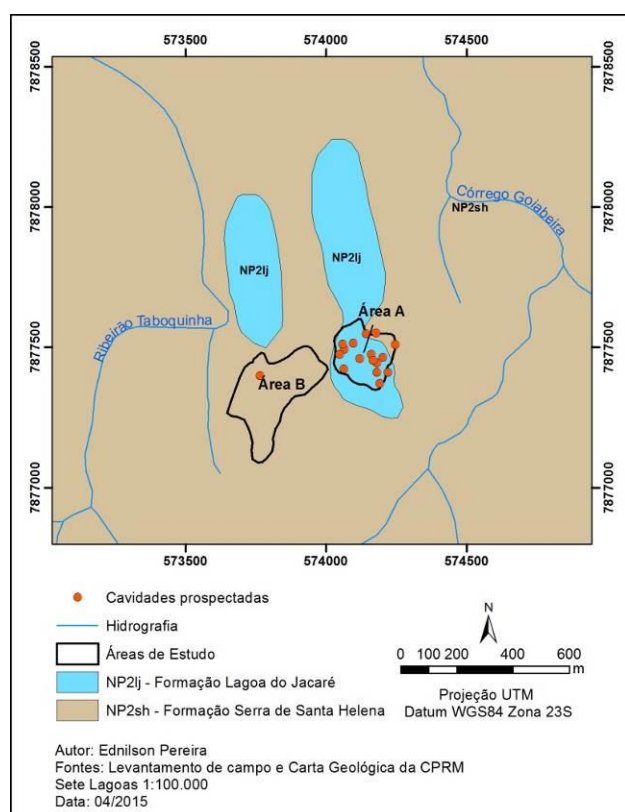 573500 574000 574500
7878500 7878500
7878000 7878000
Córrego Goiabeira
NP2sh
NP2lj
NP2lj
Área A
Ribeirão Taboquinha
7877500 7877500
Área B
7877000 7877000
573500 574000 574500
Cavidades prospectadas
Hidrografia
Áreas de Estudo
NP2lj - Formação Lagoa do Jacaré
NP2sh - Formação Serra de Santa Helena
N
0 100 200 400 600
m
Projeção UTM
Datum WGS84 Zona 23S
Autor: Ednilson Pereira
Fontes: Levantamento de campo e Carta Geológica da CPRM
Sete Lagoas 1:100.000
Data: 04/2015